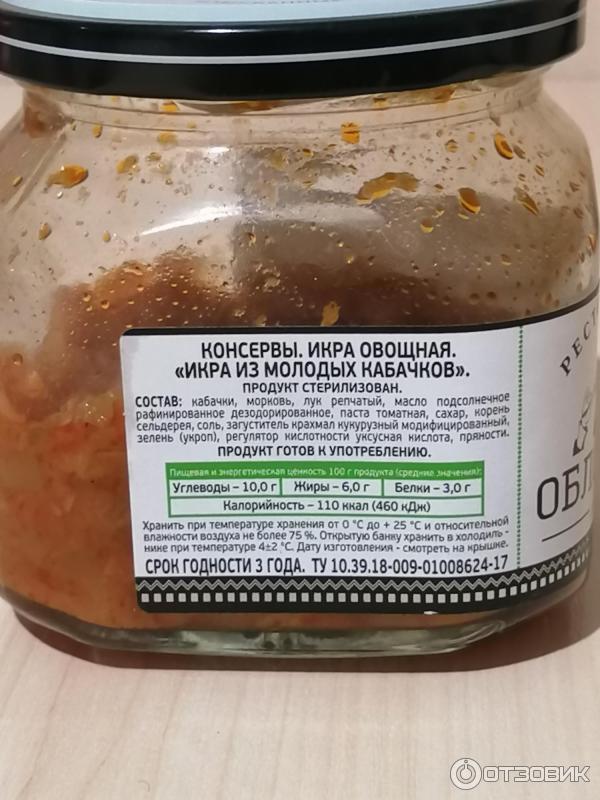 КОНСЕРВЫ. ИКРА ОВОЩНАЯ.
«ИКРА ИЗ МОЛОДЫХ КАБАЧКОВ».
ПРОДУКТ СТЕРИЛИЗОВАН.
СОСТАВ: кабачки, морковь, лук репчатый, масло подсолнечное
рафинированное дезодорированное, паста томатная, сахар, корень
сельдерея, соль, загуститель крахмал кукурузный модифицированный,
зелень (укроп), регулятор кислотности уксусная кислота, пряности.
ПРОДУКТ ГОТОВ К УПОТРЕБЛЕНИЮ.
Пищевая и энергетическая ценность 100 г продукта (средние значения):
Углеводы – 10,0 г Жиры – 6,0 г Белки – 3,0 г
Калорийность – 110 ккал (460 кДж)
Хранить при температуре хранения от 0 °С до + 25 °С и относительной
влажности воздуха не более 75 %. Открытую банку хранить в холодиль -
нике при температуре 4±2 °С. Дату изготовления - смотреть на крышке.
СРОК ГОДНОСТИ 3 ГОДА. ТУ 10.39.18-009-01008624-17
РЕСТ
ОБЛ
ОТЗОВИК